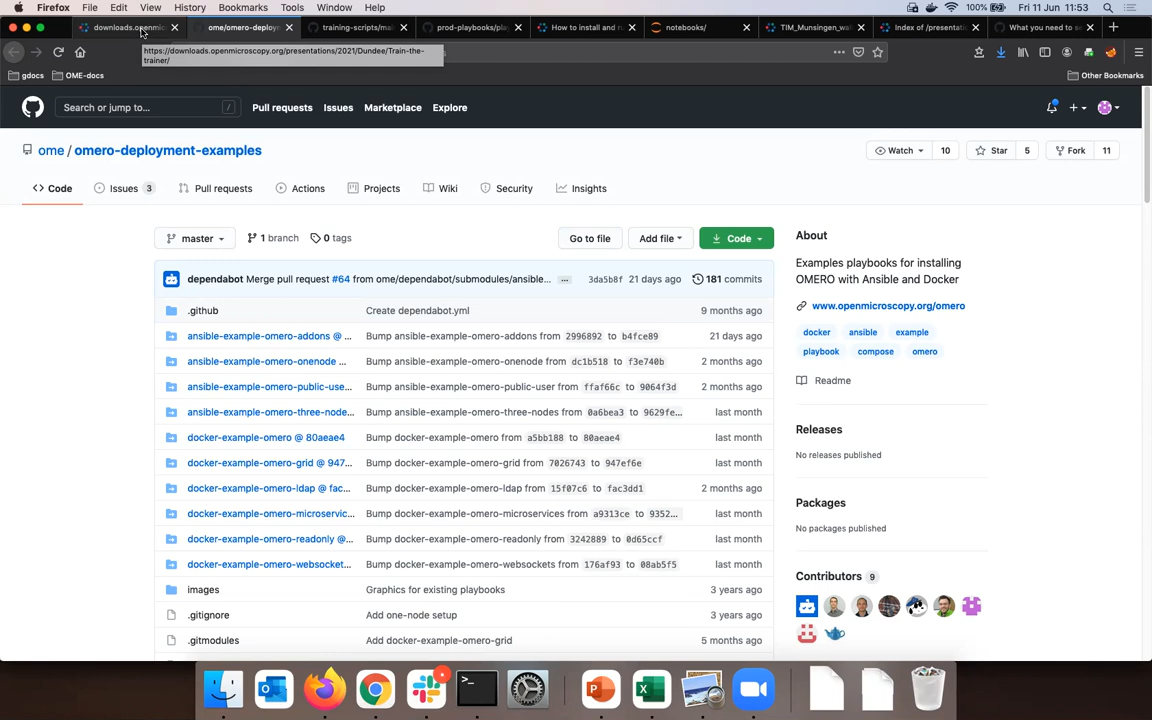 Firefox File Edit View History Bookmarks Tools Window Help 100% Fri 11 Jun 11:53
downloads.openmic ome/omero-deploym training-scripts/ma prod-playbooks/pla How to install and ru notebooks/ TIM_Munsingen_wal Index of /presentatio What you need to se
https://downloads.openmicroscopy.org/presentations/2021/Dundee/Train-the-
trainer/
gdocs OME-docs Other Bookmarks
Search or jump to... / Pull requests Issues Marketplace Explore
ome / omero-deployment-examples Watch 10 Star 5 Fork 11
Code Issues 3 Pull requests Actions Projects Wiki Security Insights
master 1 branch 0 tags Go to file Add file Code
About
Examples playbooks for installing
OMERO with Ansible and Docker
www.openmicroscopy.org/omero
docker ansible example
playbook compose omero
Readme
dependabot Merge pull request #64 from ome/dependabot/submodules/ansible... ... 3da5b8f 21 days ago 181 commits
.github Create dependabot.yml 9 months ago
ansible-example-omero-addons @ ... Bump ansible-example-omero-addons from 2996892 to b4fce89 21 days ago
ansible-example-omero-onenode ... Bump ansible-example-omero-onenode from dc1b518 to f3e740b 2 months ago
ansible-example-omero-public-use... Bump ansible-example-omero-public-user from ffaf66c to 9064f3d 2 months ago
ansible-example-omero-three-node... Bump ansible-example-omero-three-nodes from 0a6bea3 to 9629fe... last month
docker-example-omero @ 80aeae4 Bump docker-example-omero from a5bb188 to 80aeae4 last month
docker-example-omero-grid @ 947... Bump docker-example-omero-grid from 7026743 to 947ef6e last month
docker-example-omero-ldap @ fac... Bump docker-example-omero-ldap from 15f07c6 to fac3dd1 2 months ago
docker-example-omero-microservic... Bump docker-example-omero-microservices from a9313ce to 9352... last month
docker-example-omero-readonly @... Bump docker-example-omero-readonly from 3242889 to 0d65ccf last month
docker-example-omero-websocket... Bump docker-example-omero-websockets from 176af93 to 08ab5f5 last month
images Graphics for existing playbooks 3 years ago
.gitignore Add one-node setup 3 years ago
.gitmodules Add docker-example-omero-grid 5 months ago
Releases
No releases published
Packages
No packages published
Contributors 9